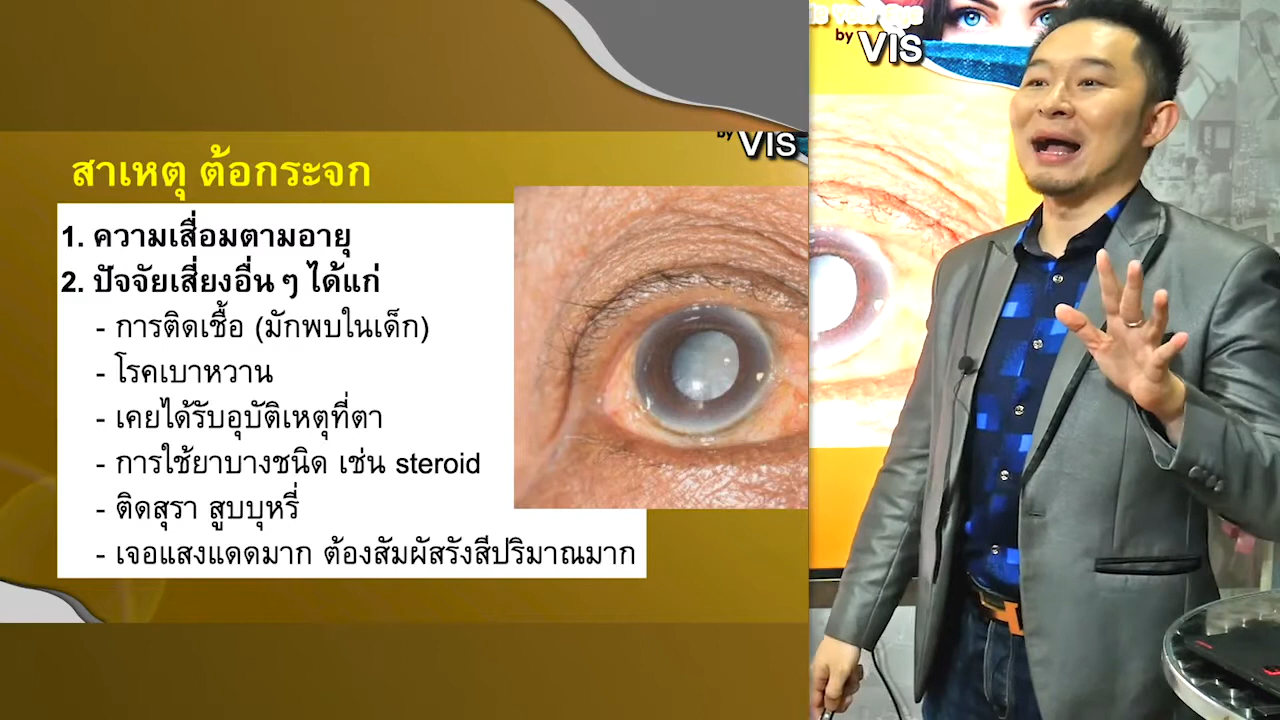 by VIS
สาเหตุ ต้อกระจก
1. ความเสื่อมตามอายุ
2. ปัจจัยเสี่ยงอื่น ๆ ได้แก่
- การติดเชื้อ (มักพบในเด็ก)
- โรคเบาหวาน
- เคยได้รับอุบัติเหตุที่ตา
- การใช้ยาบางชนิด เช่น steroid
- ติดสุรา สูบบุหรี่
- เจอแสงแดดมาก ต้องสัมผัสรังสีปริมาณมาก
by VIS